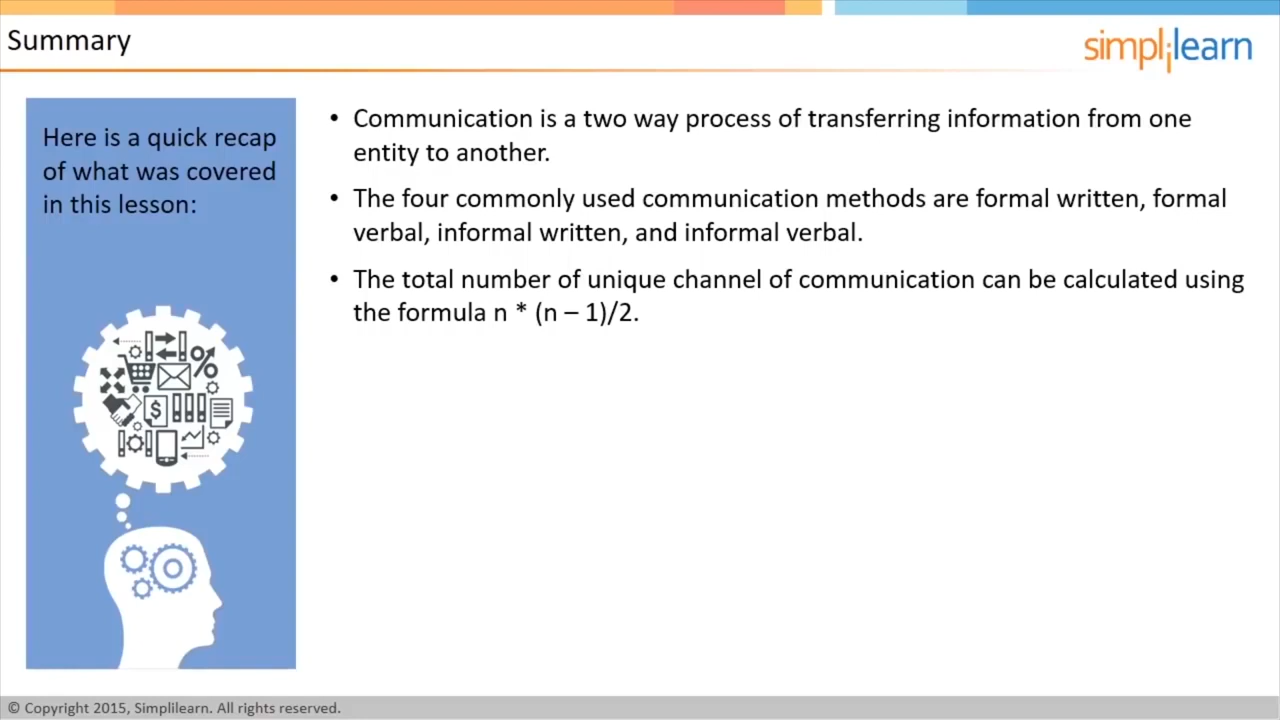 Summary
simplilearn
Here is a quick recap
of what was covered
in this lesson:
• Communication is a two way process of transferring information from one
entity to another.
• The four commonly used communication methods are formal written, formal
verbal, informal written, and informal verbal.
• The total number of unique channel of communication can be calculated using
the formula n * (n – 1)/2.
© Copyright 2015, Simplilearn. All rights reserved.